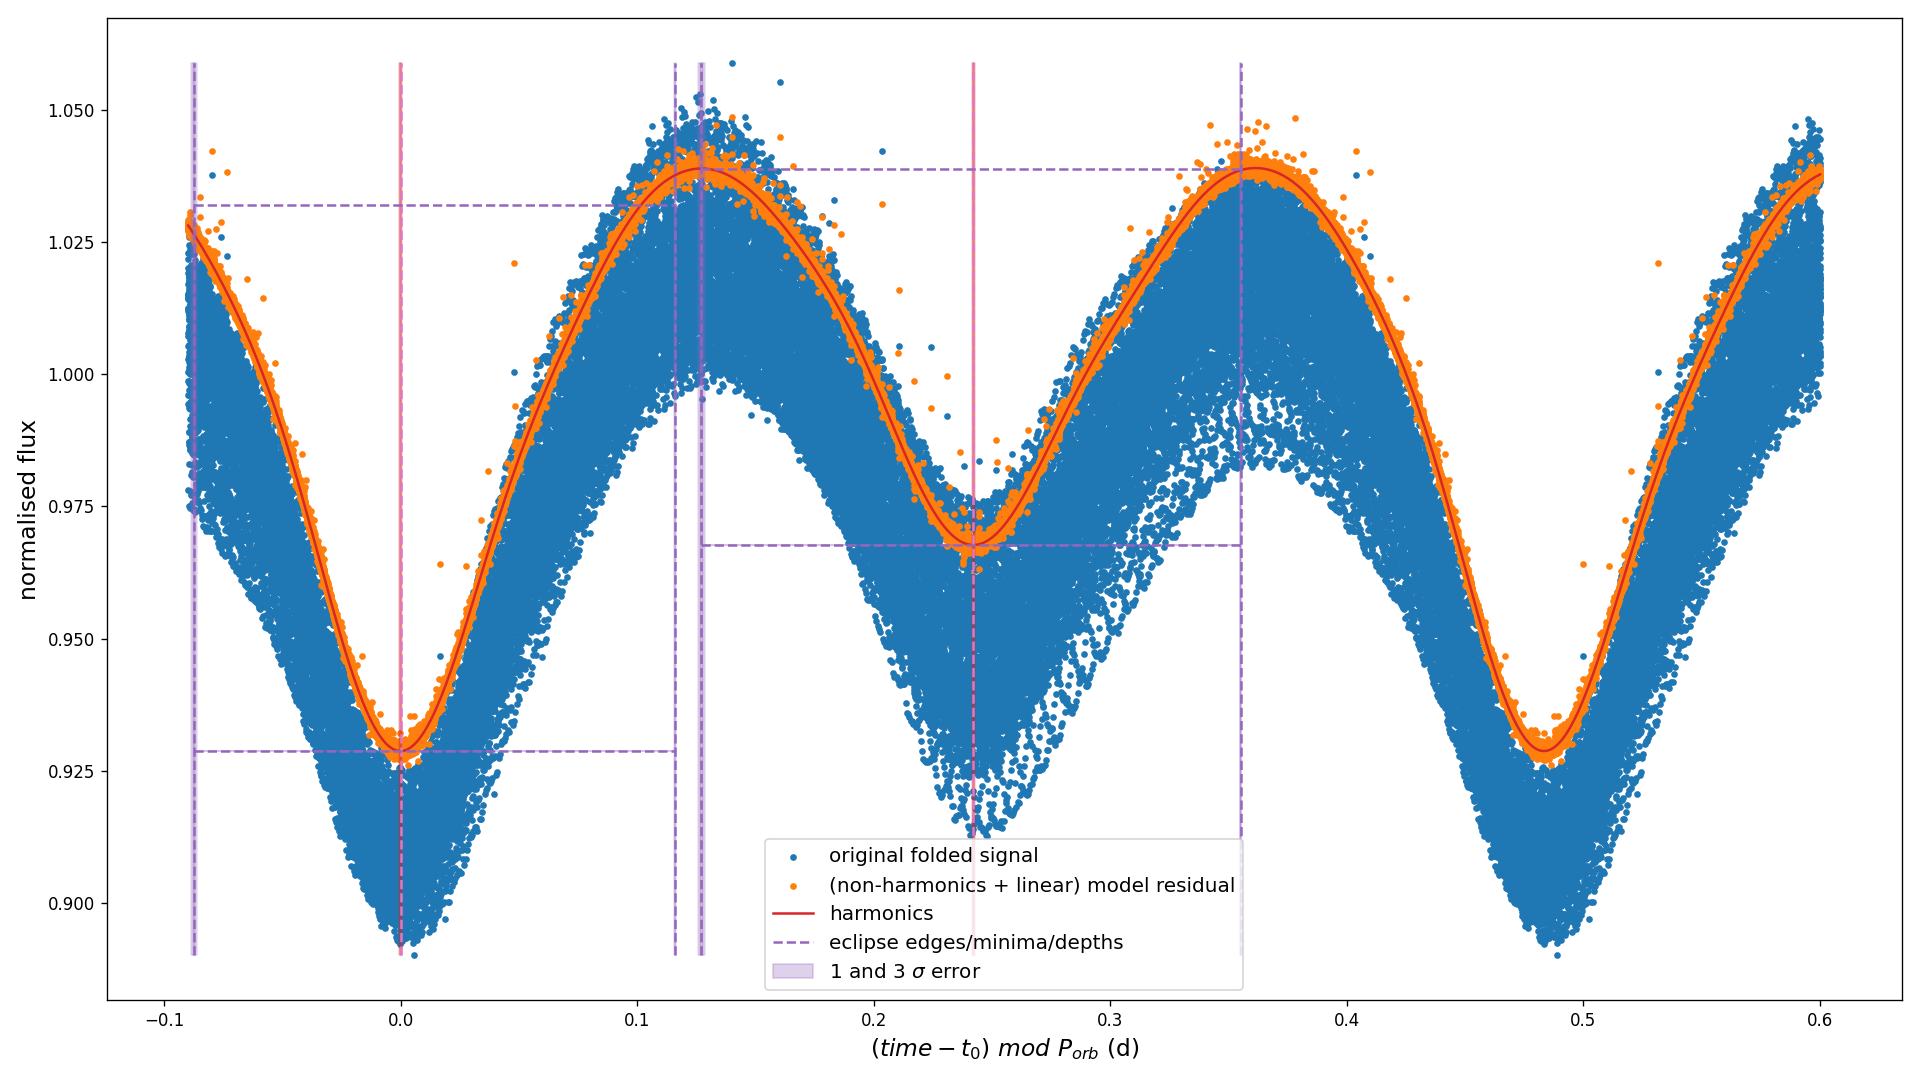 normalised flux
1.050
1.025
1.000
0.975
0.950
0.925
0.900
original folded signal
(non-harmonics + linear) model residual
harmonics
eclipse edges/minima/depths
1 and 3 σ error
−0.1 0.0 0.1 0.2 0.3 0.4 0.5 0.6
(time − t₀) mod P_orb (d)